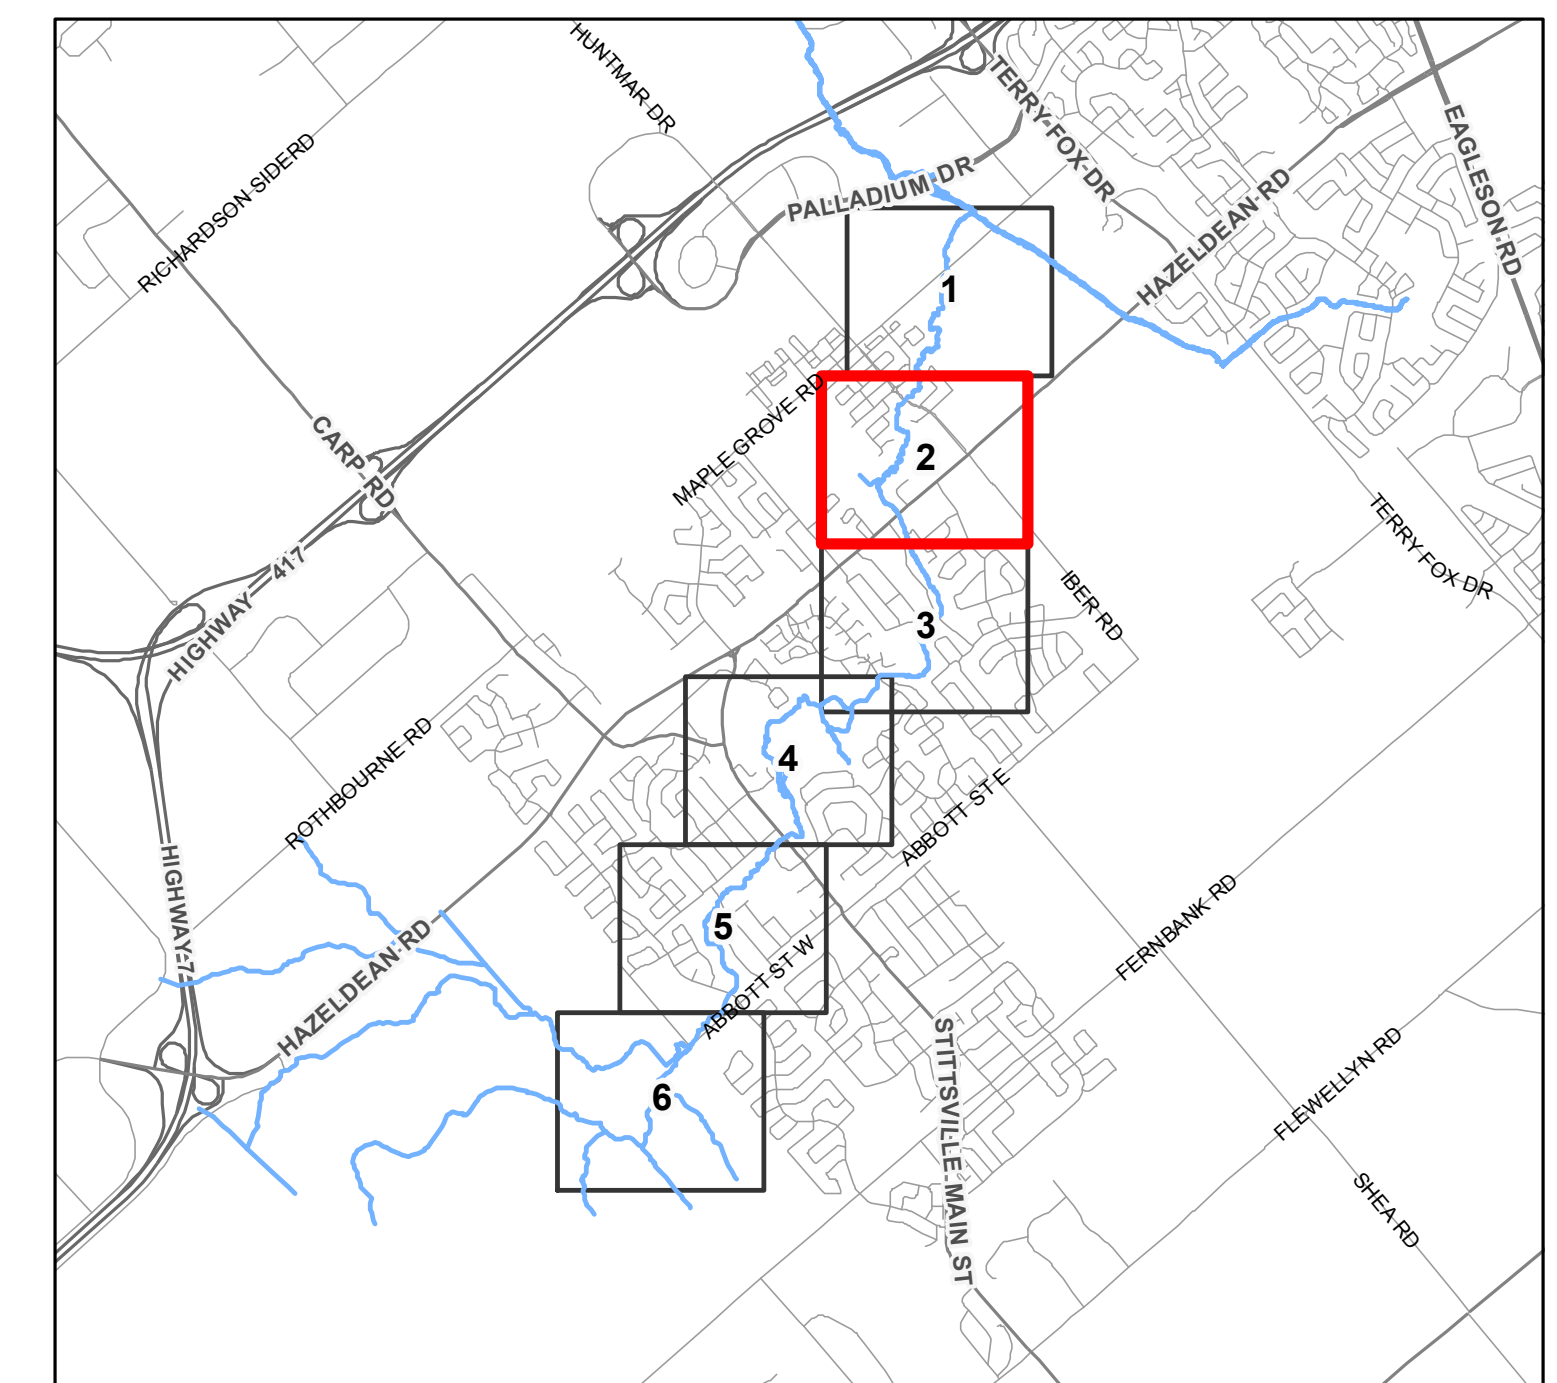 HUNTMAR DR
TERRY FOX DR
EAGLESON RD
RICHARDSON SIDERD
PALLADIUM DR
HAZELDEAN RD
1
MAPLE GROVE RD
2
CARP RD
TERRY FOX DR
HIGHWAY 417
IBER RD
3
ROTHBOURNE RD
4
ABBOTT ST E
HIGHWAY 7
HAZELDEAN RD
5
ABBOTT ST W
FERNBANK RD
6
STITTSVILLE MAIN ST
FLEWELLYN RD
SHEA RD